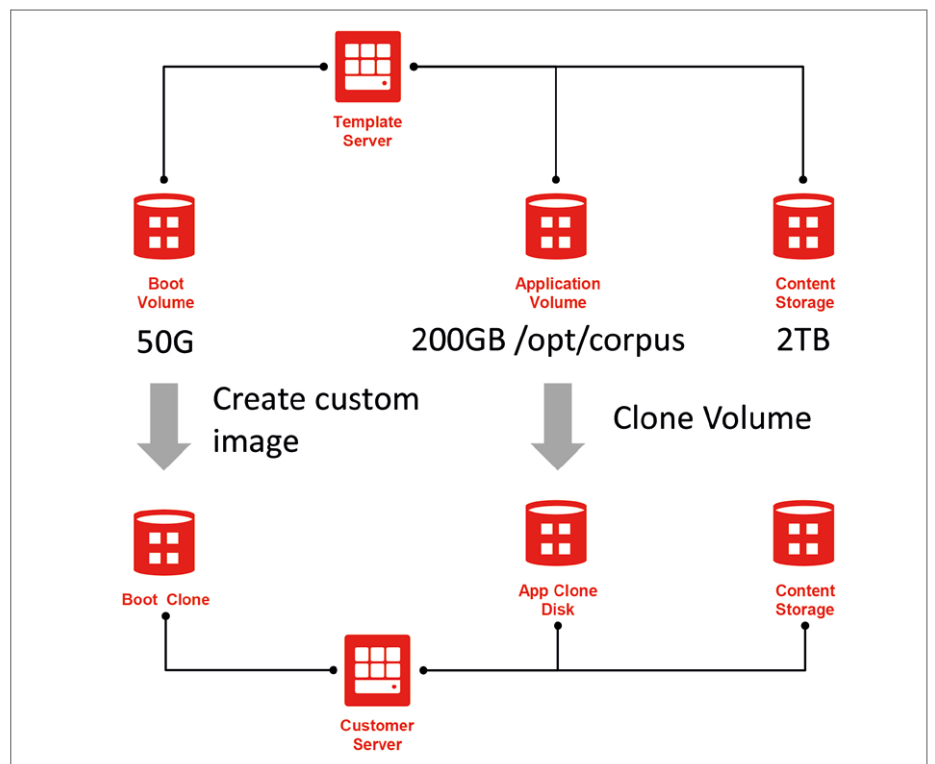 Template
Server
Boot
Volume
Application
Volume
Content
Storage
50G
200GB /opt/corpus
2TB
Create custom
image
Clone Volume
Boot Clone
App Clone
Disk
Content
Storage
Customer
Server